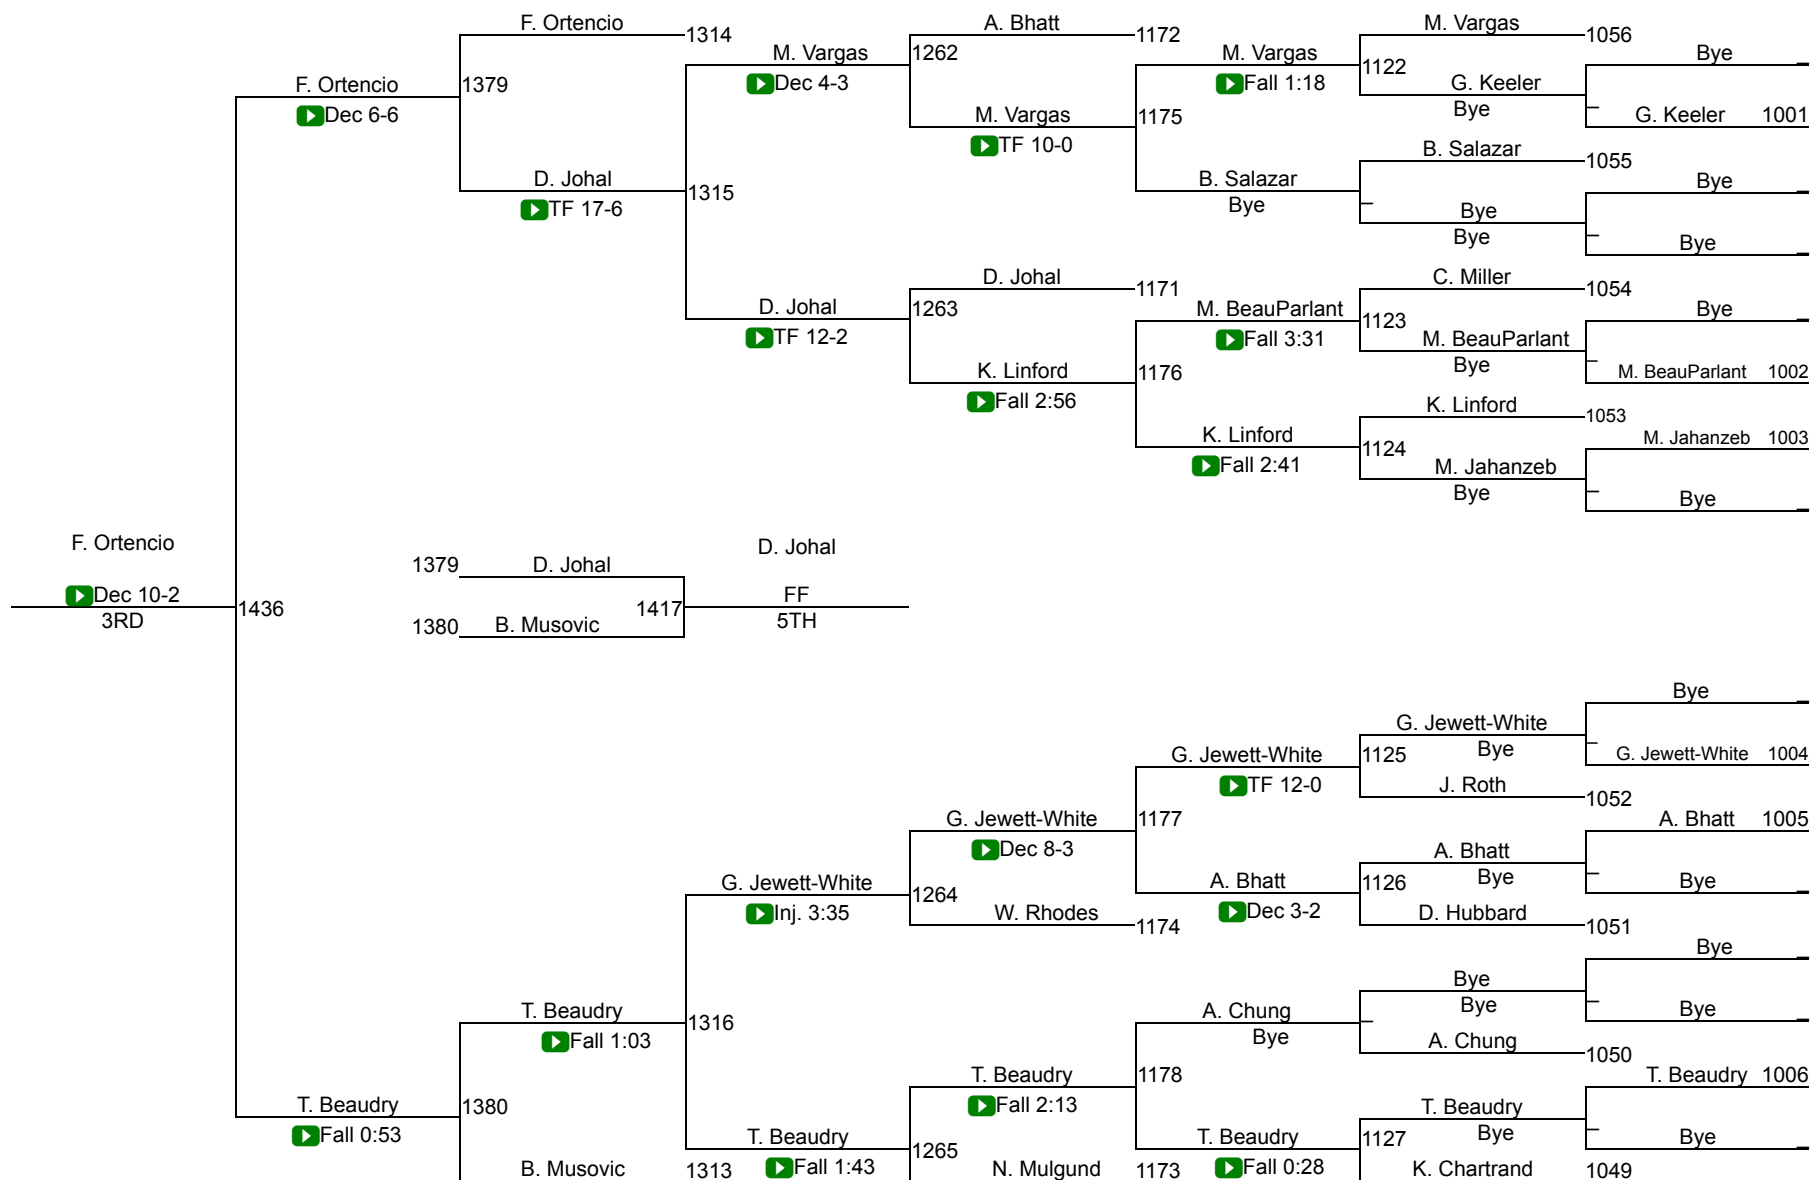 F. Ortencio
A. Bhatt
M. Vargas
1314
1172
1056
M. Vargas
1262
M. Vargas
Bye
F. Ortencio
1379
Dec 4-3
Fall 1:18
1122
G. Keeler
Dec 6-6
M. Vargas
1175
Bye
G. Keeler 1001
TF 10-0
B. Salazar
1055
D. Johal
1315
B. Salazar
Bye
TF 17-6
Bye
Bye
Bye
Bye
D. Johal
C. Miller
1171
1054
D. Johal
1263
M. BeauParlant
Bye
TF 12-2
Fall 3:31
1123
M. BeauParlant
K. Linford
1176
Bye
M. BeauParlant 1002
Fall 2:56
K. Linford
1053
K. Linford
1124
M. Jahanzeb 1003
Fall 2:41
M. Jahanzeb
Bye
Bye
F. Ortencio
D. Johal
1379
D. Johal
Dec 10-2
1436
1417
FF
3RD
1380
B. Musovic
5TH
Bye
G. Jewett-White
G. Jewett-White
1125
Bye
G. Jewett-White 1004
TF 12-0
J. Roth
1052
G. Jewett-White
1177
A. Bhatt 1005
Dec 8-3
A. Bhatt
G. Jewett-White
1264
A. Bhatt
1126
Bye
Bye
Inj. 3:35
W. Rhodes
1174
Dec 3-2
D. Hubbard
1051
Bye
Bye
T. Beaudry
1316
A. Chung
Bye
Bye
Fall 1:03
Bye
A. Chung
1050
T. Beaudry
1178
T. Beaudry 1006
T. Beaudry
1380
Fall 2:13
T. Beaudry
Fall 0:53
T. Beaudry
1265
T. Beaudry
1127
Bye
Bye
B. Musovic
1313
Fall 1:43
N. Mulgund
1173
Fall 0:28
K. Chartrand
1049